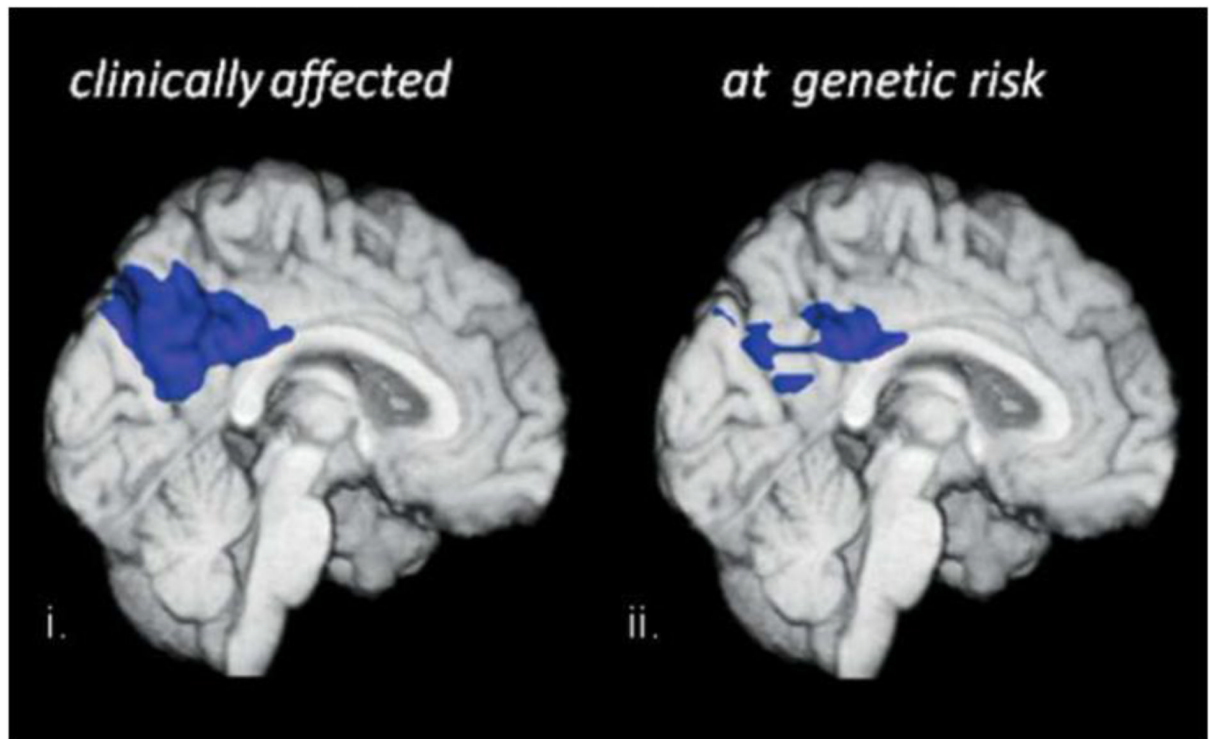 clinically affected
at genetic risk
i.
ii.